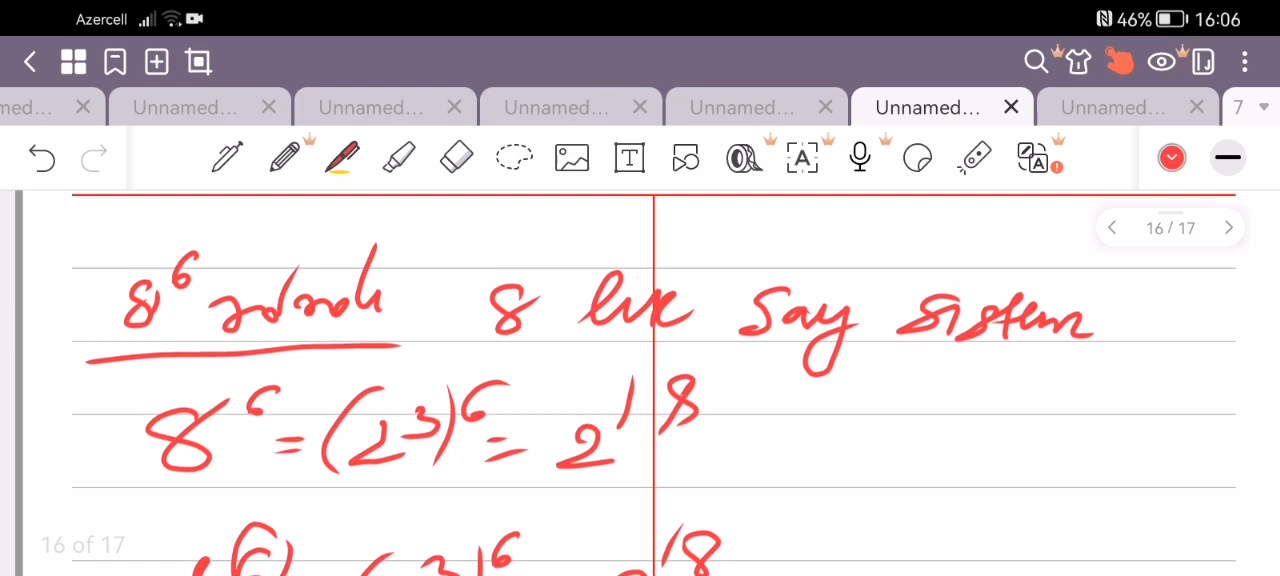 Azercell 46% 16:06
med... Unnamed... Unnamed... Unnamed... Unnamed... Unnamed... Unnamed... 7
16 / 17
8⁶ 8 lik say sistem
8⁶ = (2³)⁶ = 2¹⁸
16 of 17